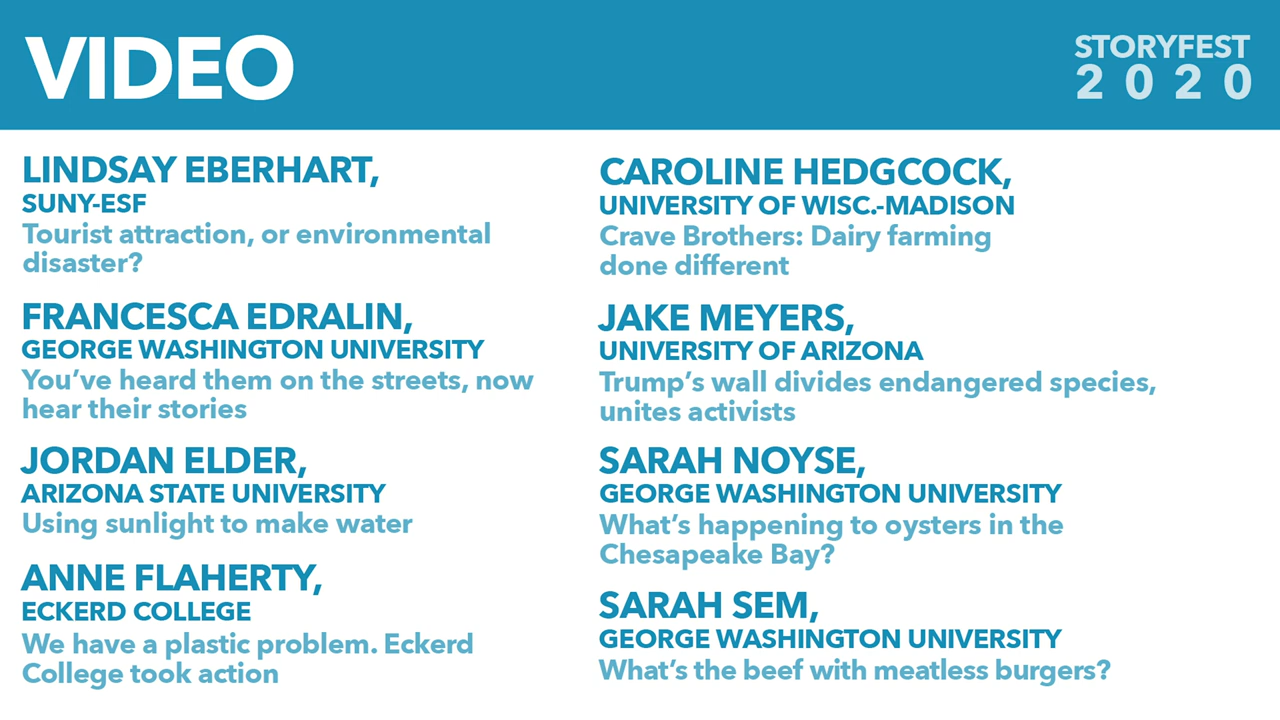 VIDEO
STORYFEST
2020
LINDSAY EBERHART,
SUNY-ESF
Tourist attraction, or environmental
disaster?
FRANCESCA EDRALIN,
GEORGE WASHINGTON UNIVERSITY
You’ve heard them on the streets, now
hear their stories
JORDAN ELDER,
ARIZONA STATE UNIVERSITY
Using sunlight to make water
ANNE FLAHERTY,
ECKERD COLLEGE
We have a plastic problem. Eckerd
College took action
CAROLINE HEDGCOCK,
UNIVERSITY OF WISC.-MADISON
Crave Brothers: Dairy farming
done different
JAKE MEYERS,
UNIVERSITY OF ARIZONA
Trump’s wall divides endangered species,
unites activists
SARAH NOYSE,
GEORGE WASHINGTON UNIVERSITY
What’s happening to oysters in the
Chesapeake Bay?
SARAH SEM,
GEORGE WASHINGTON UNIVERSITY
What’s the beef with meatless burgers?